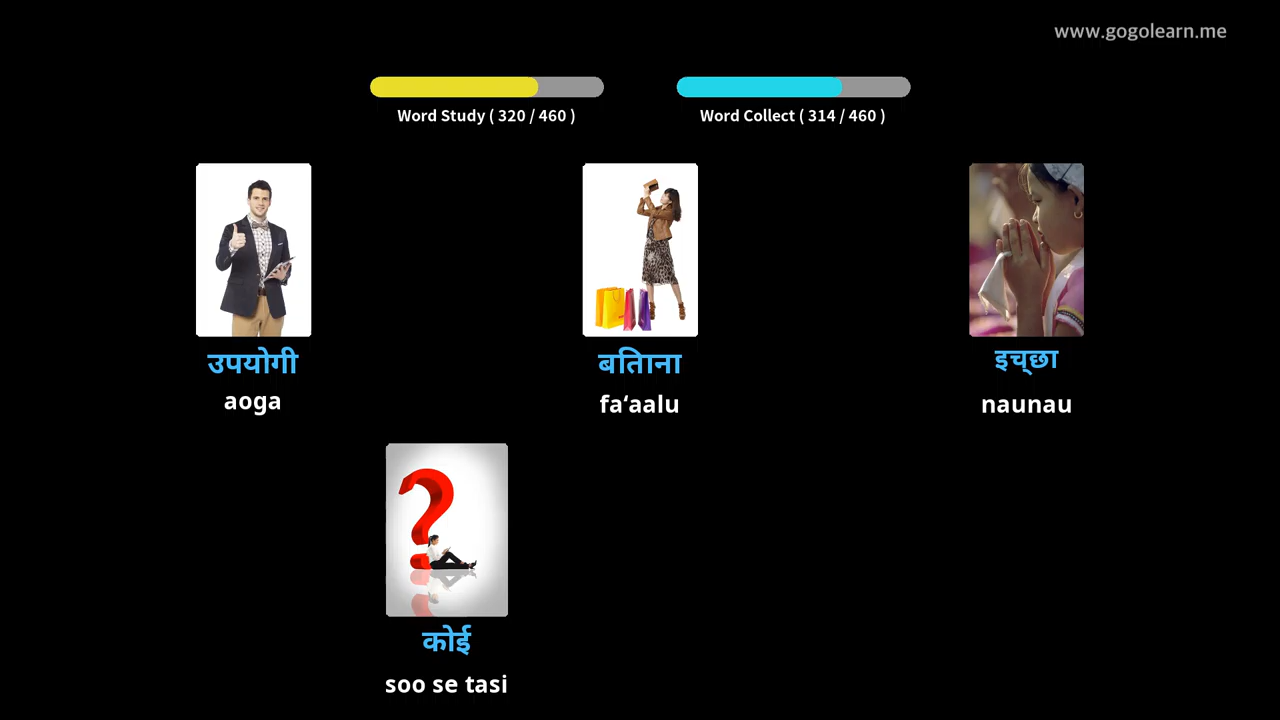 www.gogolearn.me
Word Study ( 320 / 460 )
Word Collect ( 314 / 460 )
उपयोगी
बतिाना
इच्छा
aoga
fa‘aalu
naunau
कोई
soo se tasi